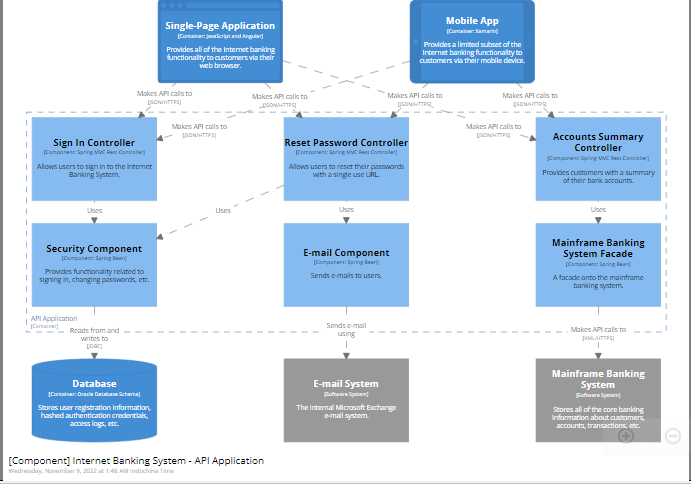 Single-Page Application
[Container: JavaScript and Angular]
Provides all of the Internet banking
functionality to customers via their
web browser.
Mobile App
[Container: Xamarin]
Provides a limited subset of the
Internet banking functionality to
customers via their mobile device.
Makes API calls to
[JSON/HTTPS]
Makes API calls to
[JSON/HTTPS]
Makes API calls to
[JSON/HTTPS]
Makes API calls to
[JSON/HTTPS]
Makes API calls to
[JSON/HTTPS]
Makes API calls to
[JSON/HTTPS]
Sign In Controller
[Component: Spring MVC Rest Controller]
Allows users to sign in to the Internet
Banking System.
Reset Password Controller
[Component: Spring MVC Rest Controller]
Allows users to reset their passwords
with a single use URL.
Accounts Summary
Controller
[Component: Spring MVC Rest Controller]
Provides customers with a summary
of their bank accounts.
Uses
Uses
Uses
Uses
Security Component
[Component: Spring Bean]
Provides functionality related to
signing in, changing passwords, etc.
E-mail Component
[Component: Spring Bean]
Sends e-mails to users.
Mainframe Banking
System Facade
[Component: Spring Bean]
A facade onto the mainframe
banking system.
API Application
[Container]
Reads from and
writes to
[JDBC]
Sends e-mail
using
Makes API calls to
[XML/HTTPS]
Database
[Container: Oracle Database Schema]
Stores user registration information,
hashed authentication credentials,
access logs, etc.
E-mail System
[Software System]
The internal Microsoft Exchange
e-mail system.
Mainframe Banking
System
[Software System]
Stores all of the core banking
information about customers,
accounts, transactions, etc.
[Component] Internet Banking System - API Application
Wednesday, November 9, 2022 at 1:48 AM Indochina Time